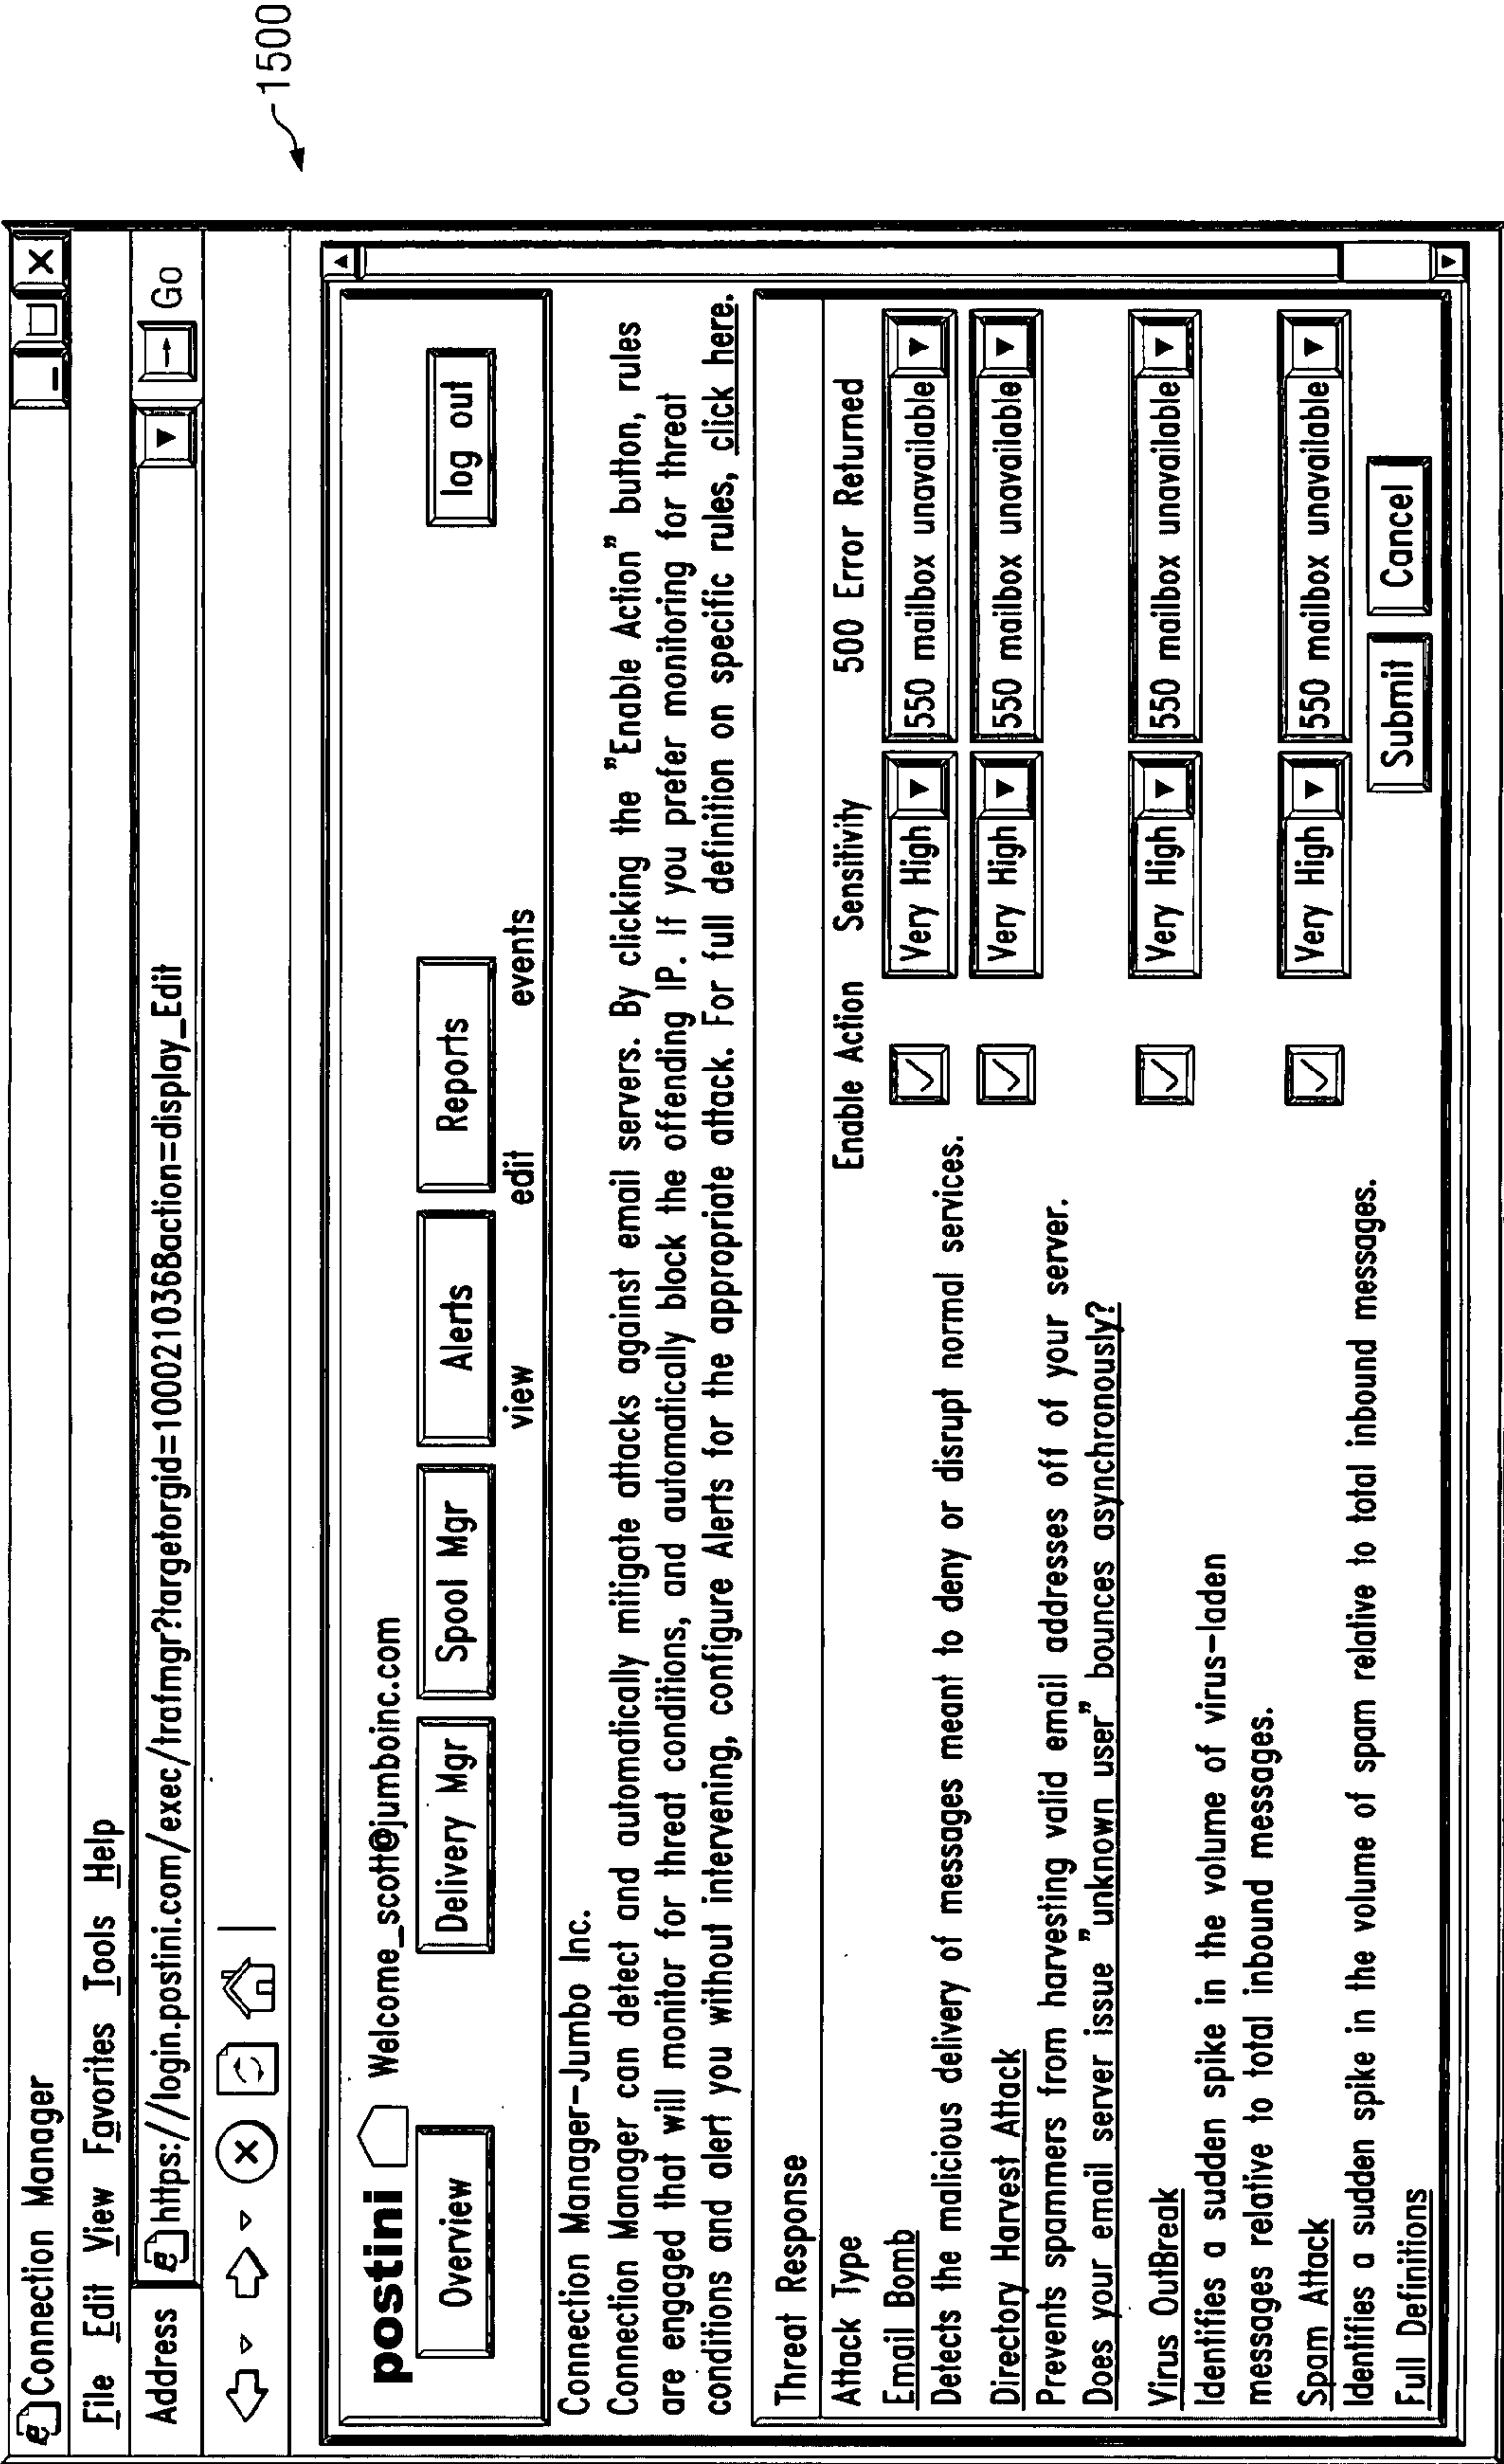 1500
Connection Manager
File Edit View Favorites Tools Help
Address https://login.postini.com/exec/trafmgr?targetorgid=100021036&action=display_Edit Go
postini Welcome_scott@jumboinc.com
Overview Delivery Mgr Spool Mgr Alerts Reports log out
view edit events
Connection Manager-Jumbo Inc.
Connection Manager can detect and automatically mitigate attacks against email servers. By clicking the "Enable Action" button, rules
are engaged that will monitor for threat conditions, and automatically block the offending IP. If you prefer monitoring for threat
conditions and alert you without intervening, configure Alerts for the appropriate attack. For full definition on specific rules, click here.
Threat Response
Attack Type Enable Action Sensitivity 500 Error Returned
Email Bomb Very High 550 mailbox unavailable
Detects the malicious delivery of messages meant to deny or disrupt normal services.
Directory Harvest Attack Very High 550 mailbox unavailable
Prevents spammers from harvesting valid email addresses off of your server.
Does your email server issue "unknown user" bounces asynchronously?
Virus OutBreak Very High 550 mailbox unavailable
Identifies a sudden spike in the volume of virus-laden
messages relative to total inbound messages.
Spam Attack Very High 550 mailbox unavailable
Identifies a sudden spike in the volume of spam relative to total inbound messages.
Full Definitions Submit Cancel